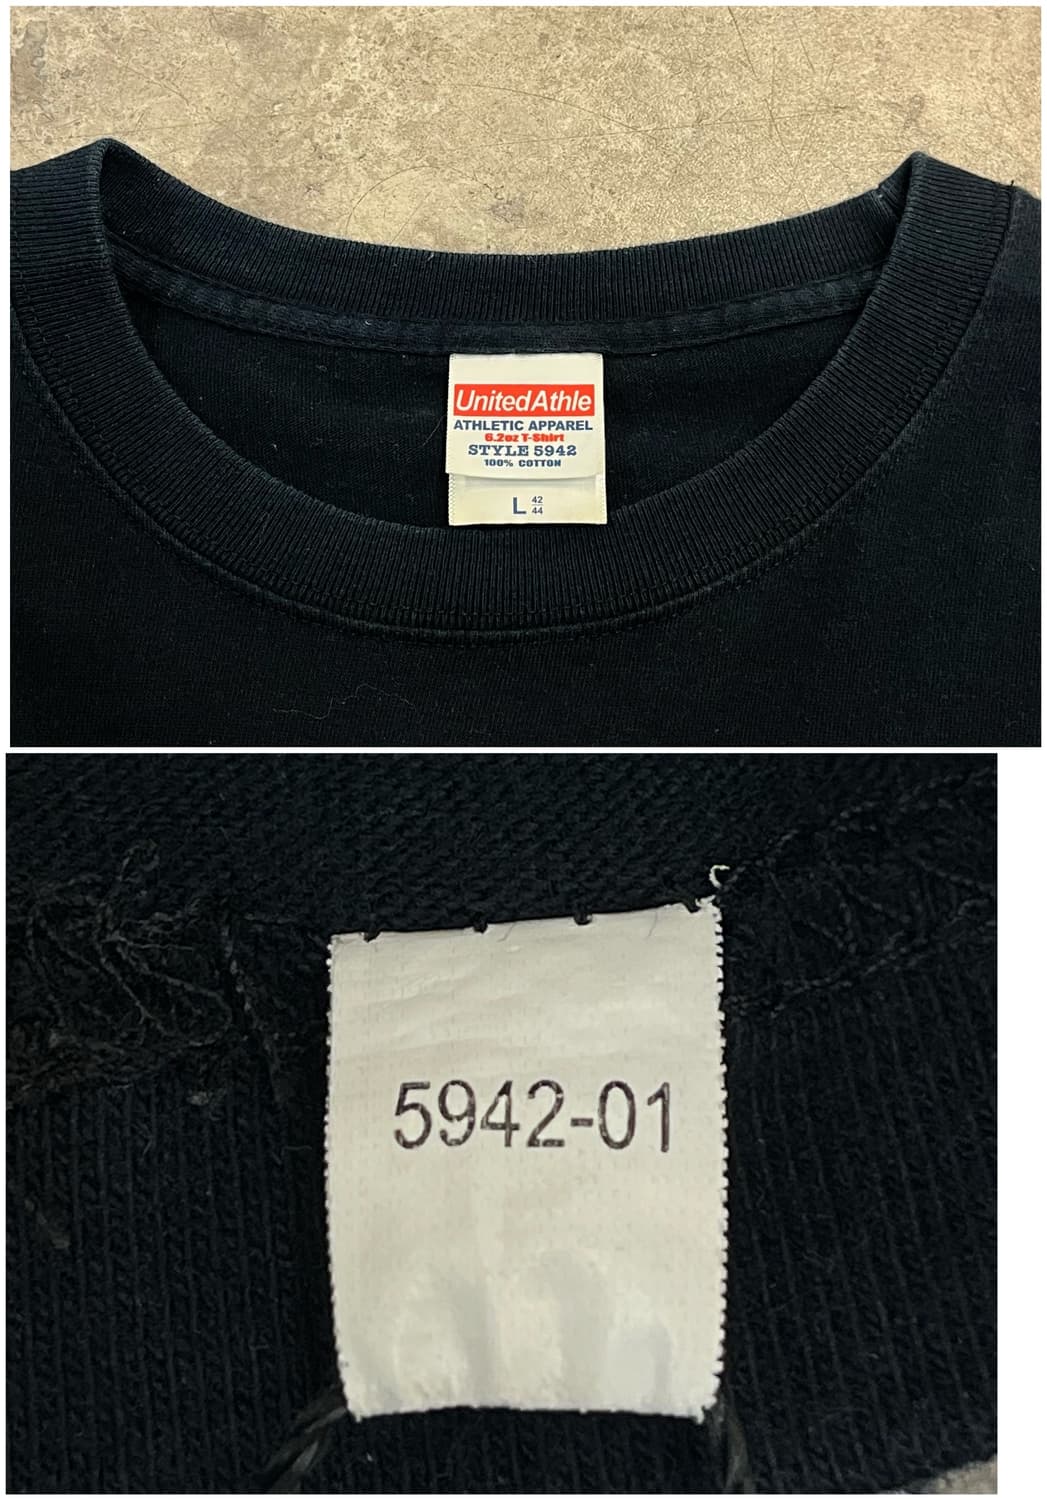 UnitedAthle
ATHLETIC APPAREL
6.2oz T-Shirt
STYLE 5942
100% COTTON
L 42
44
5942-01